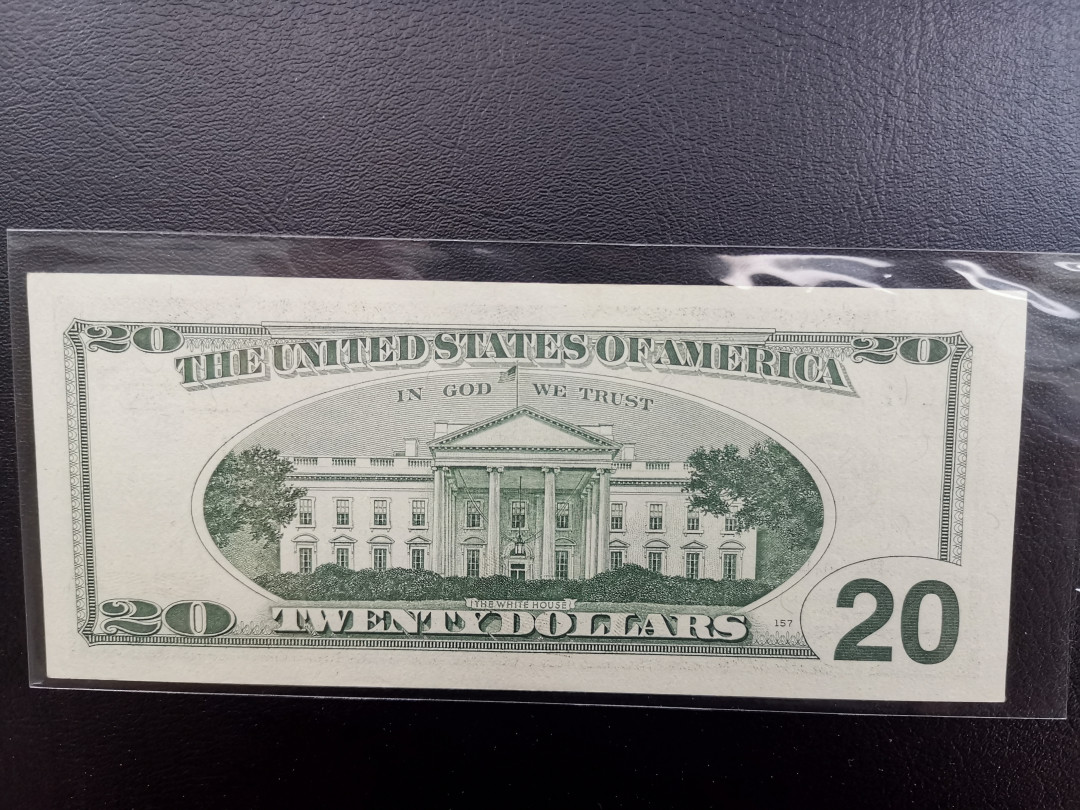 20 20
THE UNITED STATES OF AMERICA
IN GOD WE TRUST
THE WHITE HOUSE
20 TWENTY DOLLARS 157 20